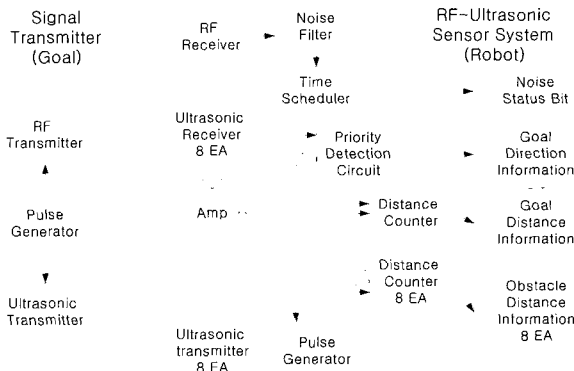 Signal
Transmitter
(Goal)
RF
Transmitter
Pulse
Generator
Ultrasonic
Transmitter
RF
Receiver
Noise
Filter
Time
Scheduler
Ultrasonic
Receiver
8 EA
Priority
Detection
Circuit
Amp
Distance
Counter
Distance
Counter
8 EA
Ultrasonic
transmitter
8 EA
Pulse
Generator
RF-Ultrasonic
Sensor System
(Robot)
Noise
Status Bit
Goal
Direction
Information
Goal
Distance
Information
Obstacle
Distance
Information
8 EA